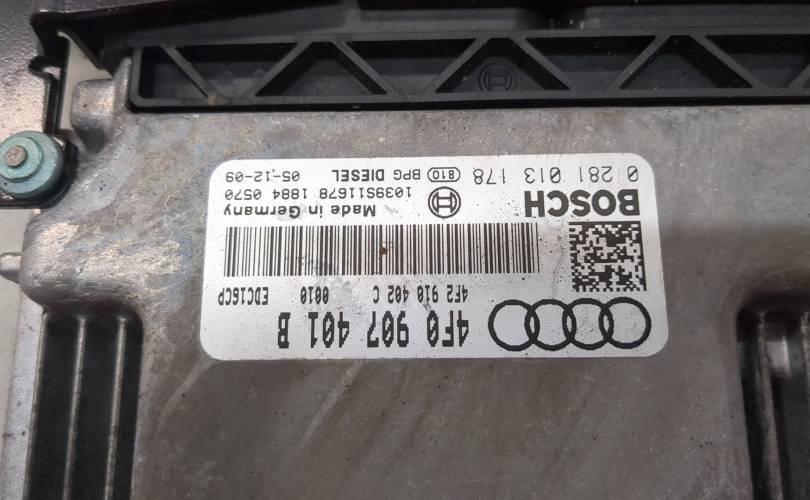 4F0 907 401 B
4F2 910 402 C 0010 EDC16CP
BOSCH Made in Germany
1039S11678 1884 0570
0 281 013 178 810 BPG DIESEL 05-12-09